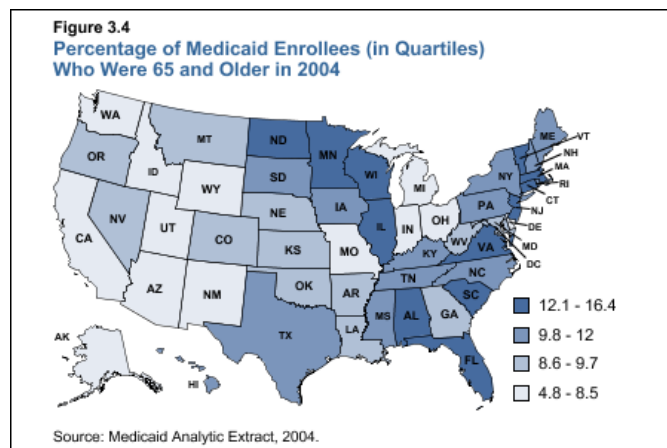 Figure 3.4
Percentage of Medicaid Enrollees (in Quartiles)
Who Were 65 and Older in 2004
WA
MT
ND
MN
ME
VT
OR
ID
SD
WI
NY
NH
MA
WY
MI
RI
NV
NE
IA
PA
CT
NJ
CA
UT
CO
IL
IN
OH
DE
KS
MO
WV
VA
MD
KY
DC
AZ
NM
OK
AR
TN
NC
TX
LA
MS
AL
GA
SC
FL
AK
HI
12.1 - 16.4
9.8 - 12
8.6 - 9.7
4.8 - 8.5
Source: Medicaid Analytic Extract, 2004.